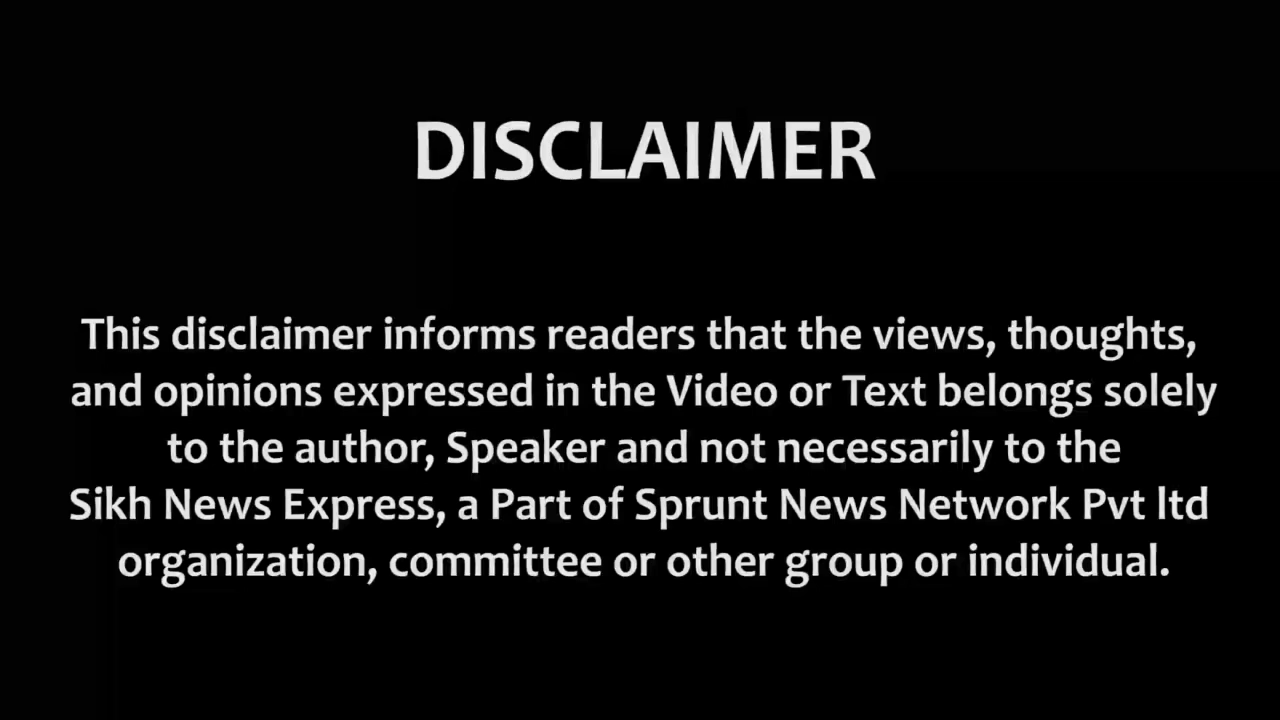 DISCLAIMER
This disclaimer informs readers that the views, thoughts,
and opinions expressed in the Video or Text belongs solely
to the author, Speaker and not necessarily to the
Sikh News Express, a Part of Sprunt News Network Pvt ltd
organization, committee or other group or individual.